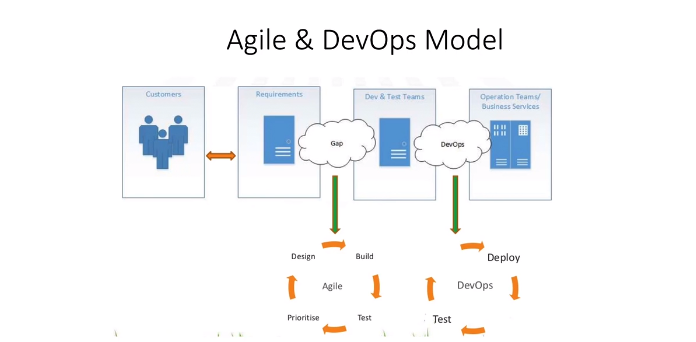 Agile & DevOps Model
Customers
Requirements
Dev & Test Teams
Operation Teams/
Business Services
Gap
DevOps
Design
Build
Agile
Prioritise
Test
Deploy
DevOps
Test